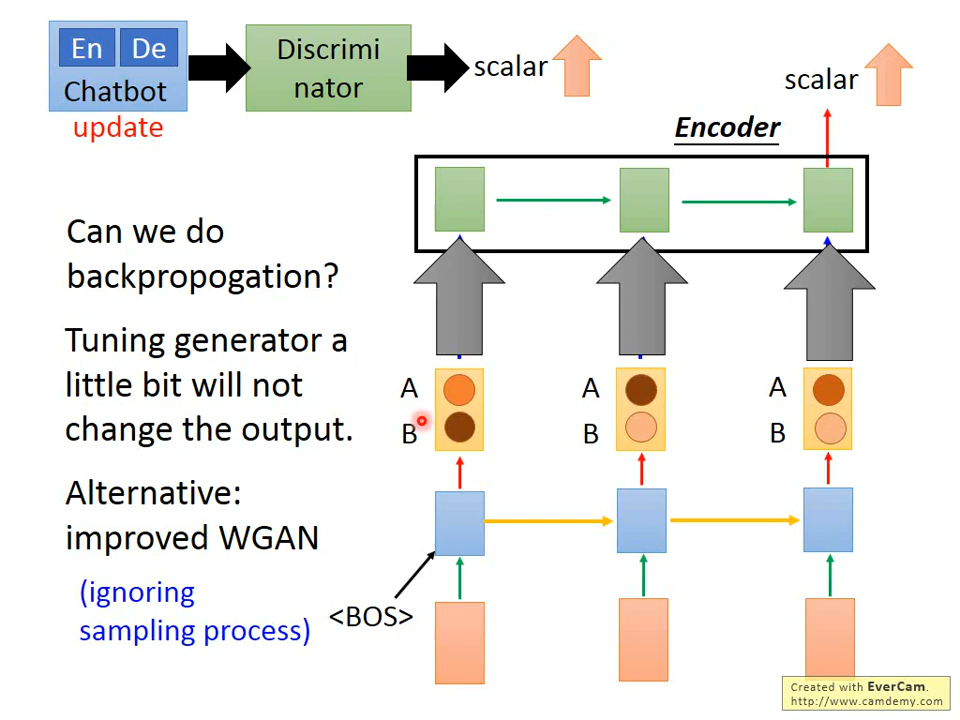 En De
Chatbot
update
Discrimi
nator
scalar
scalar
Encoder
Can we do
backpropogation?
Tuning generator a
little bit will not
change the output.
Alternative:
improved WGAN
(ignoring
sampling process)
A
B
A
B
A
B
<BOS>
Created with EverCam.
http://www.camdemy.com